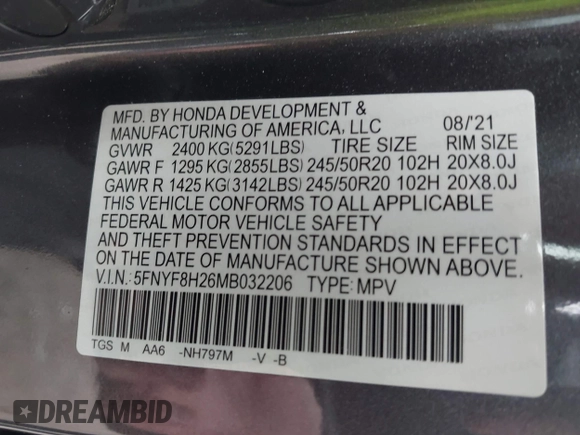 MFD. BY HONDA DEVELOPMENT &
MANUFACTURING OF AMERICA, LLC 08/'21
GVWR 2400 KG(5291LBS) TIRE SIZE RIM SIZE
GAWR F 1295 KG(2855LBS) 245/50R20 102H 20X8.0J
GAWR R 1425 KG(3142LBS) 245/50R20 102H 20X8.0J
THIS VEHICLE CONFORMS TO ALL APPLICABLE
FEDERAL MOTOR VEHICLE SAFETY
AND THEFT PREVENTION STANDARDS IN EFFECT
ON THE DATE OF MANUFACTURE SHOWN ABOVE.
V.I.N.: 5FNYF8H26MB032206 TYPE: MPV
TGS M AA6 -NH797M -V -B
DREAMBID